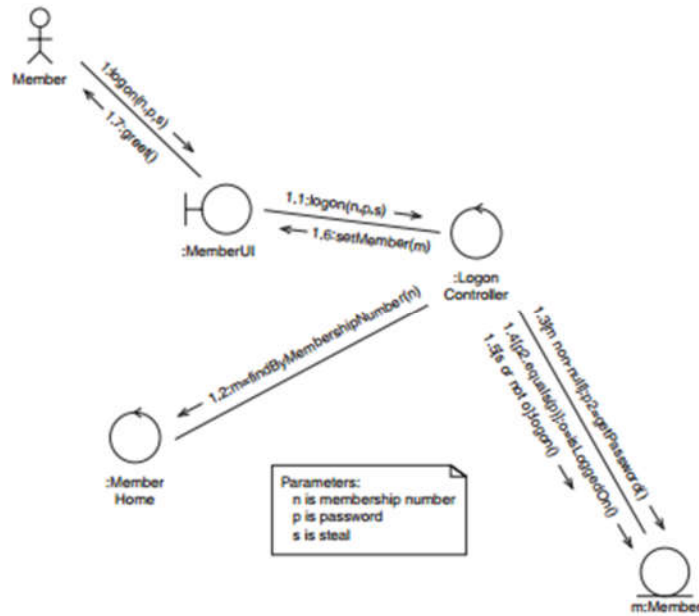 Member
1:logon(n,p,s)
1.7:greet()
:MemberUI
1.1:logon(n,p,s)
1.6:setMember(m)
:Logon
Controller
1.2:m=findByMembershipNumber(n)
1.3[m non-null]:p2=getPassword()
1.4[p2.equals(p)]:o=isLoggedOn()
1.5[s or not o]:logon()
:Member
Home
Parameters:
n is membership number
p is password
s is steal
m:Member